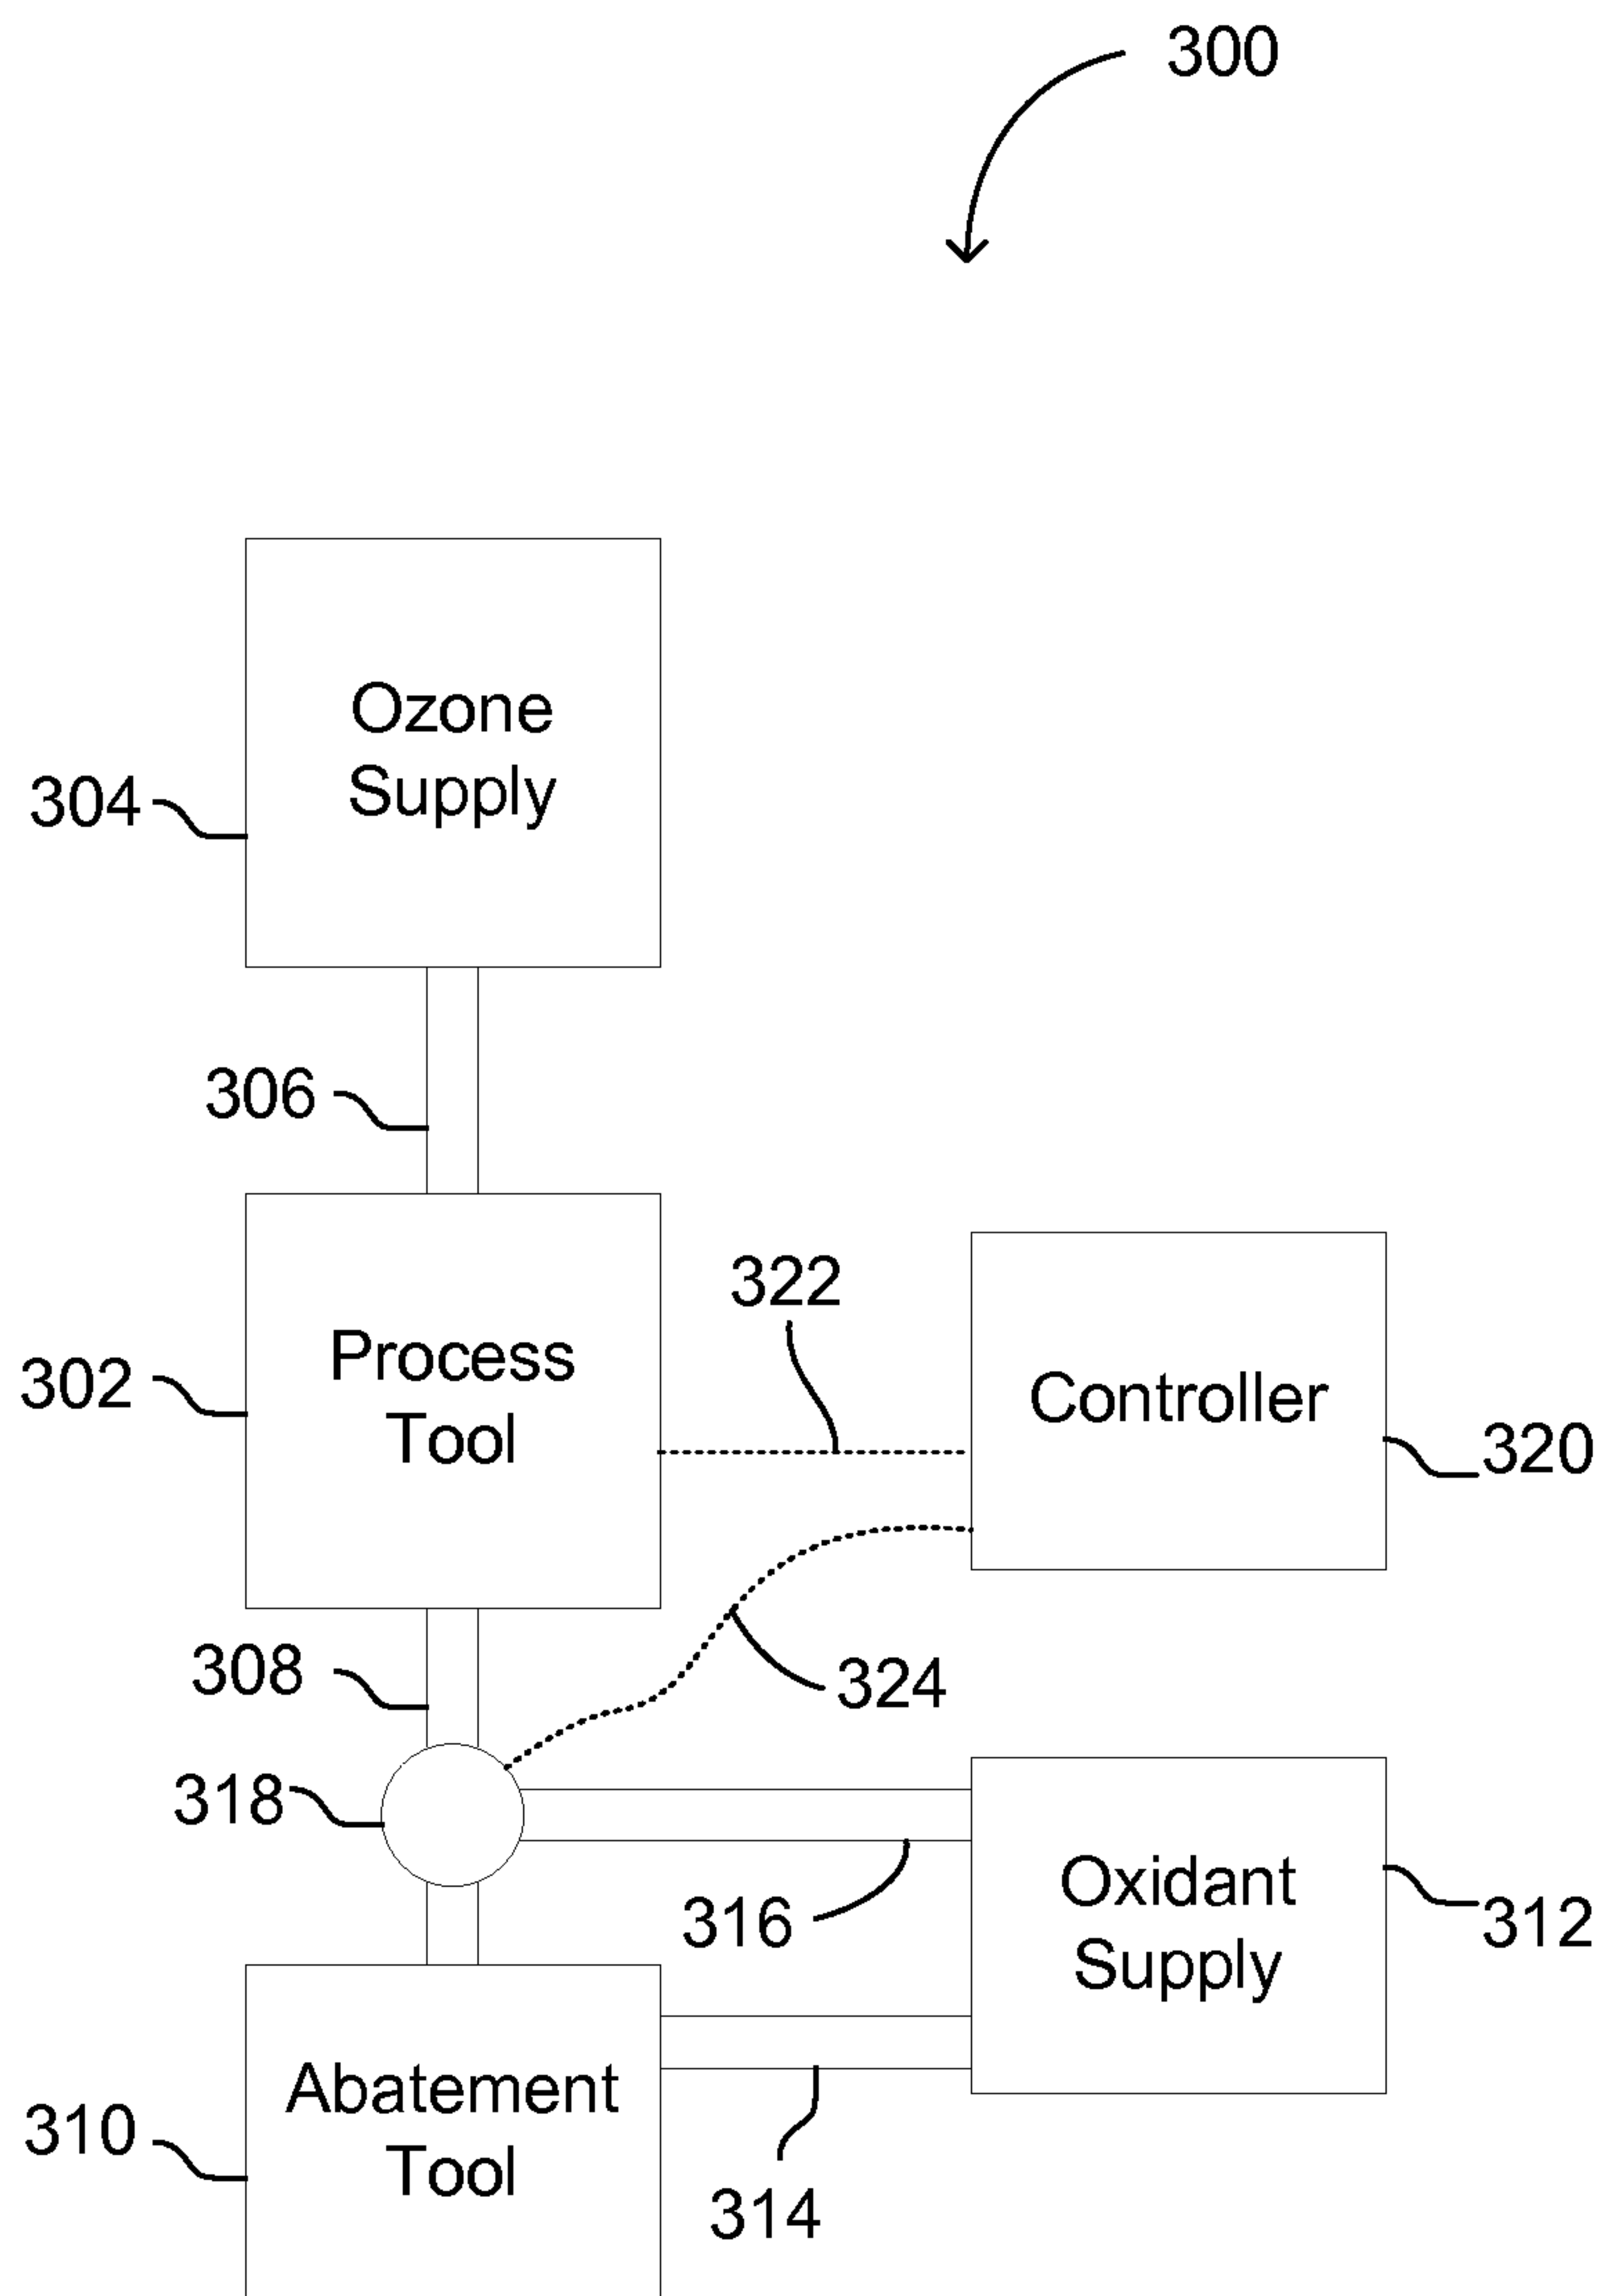 300
Ozone
Supply
304
306
322
Process
Tool
302
Controller
320
308
324
318
Oxidant
Supply
316
312
Abatement
Tool
310
314